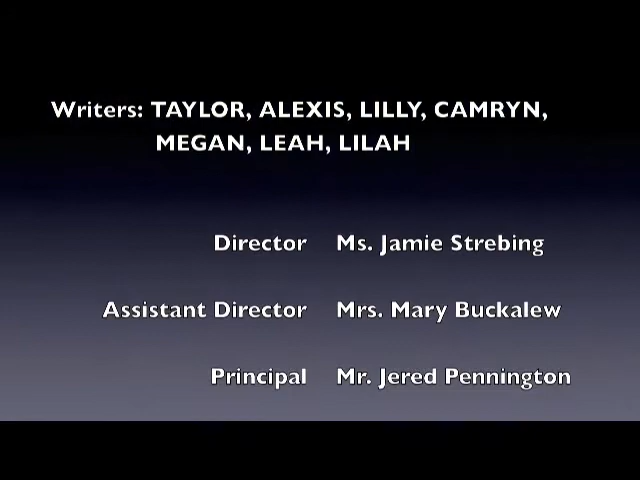 Writers: TAYLOR, ALEXIS, LILLY, CAMRYN,
MEGAN, LEAH, LILAH
Director Ms. Jamie Strebing
Assistant Director Mrs. Mary Buckalew
Principal Mr. Jered Pennington